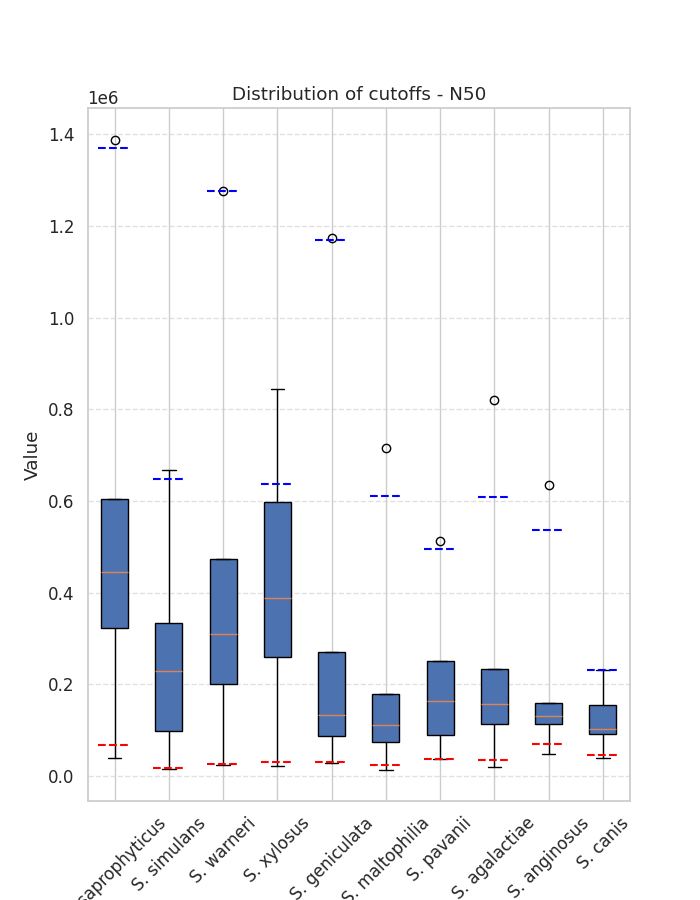 Distribution of cutoffs - N50
1e6
1.4
1.2
1.0
0.8
0.6
0.4
0.2
0.0
Value
saprophyticus
S. simulans
S. warneri
S. xylosus
S. geniculata
S. maltophilia
S. pavanii
S. agalactiae
S. anginosus
S. canis